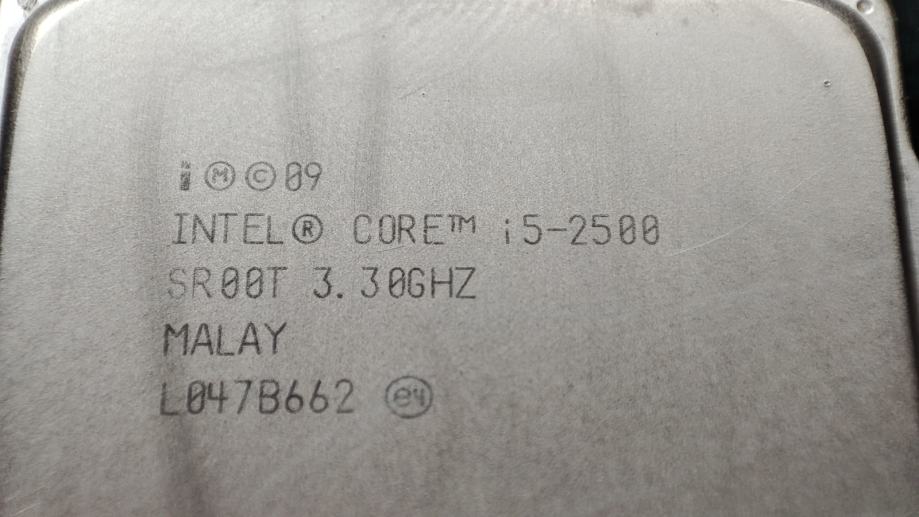 i Ⓜ © 09
INTEL® CORE™ i5-2500
SR00T 3.30GHZ
MALAY
L047B662 e4